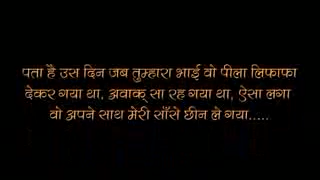 पता है उस दिन जब तुम्हारा भाई वो पीला लिफाफा
देकर गया था, अवाक् सा रह गया था, ऐसा लगा
वो अपने साथ मेरी साँसे छीन ले गया.....